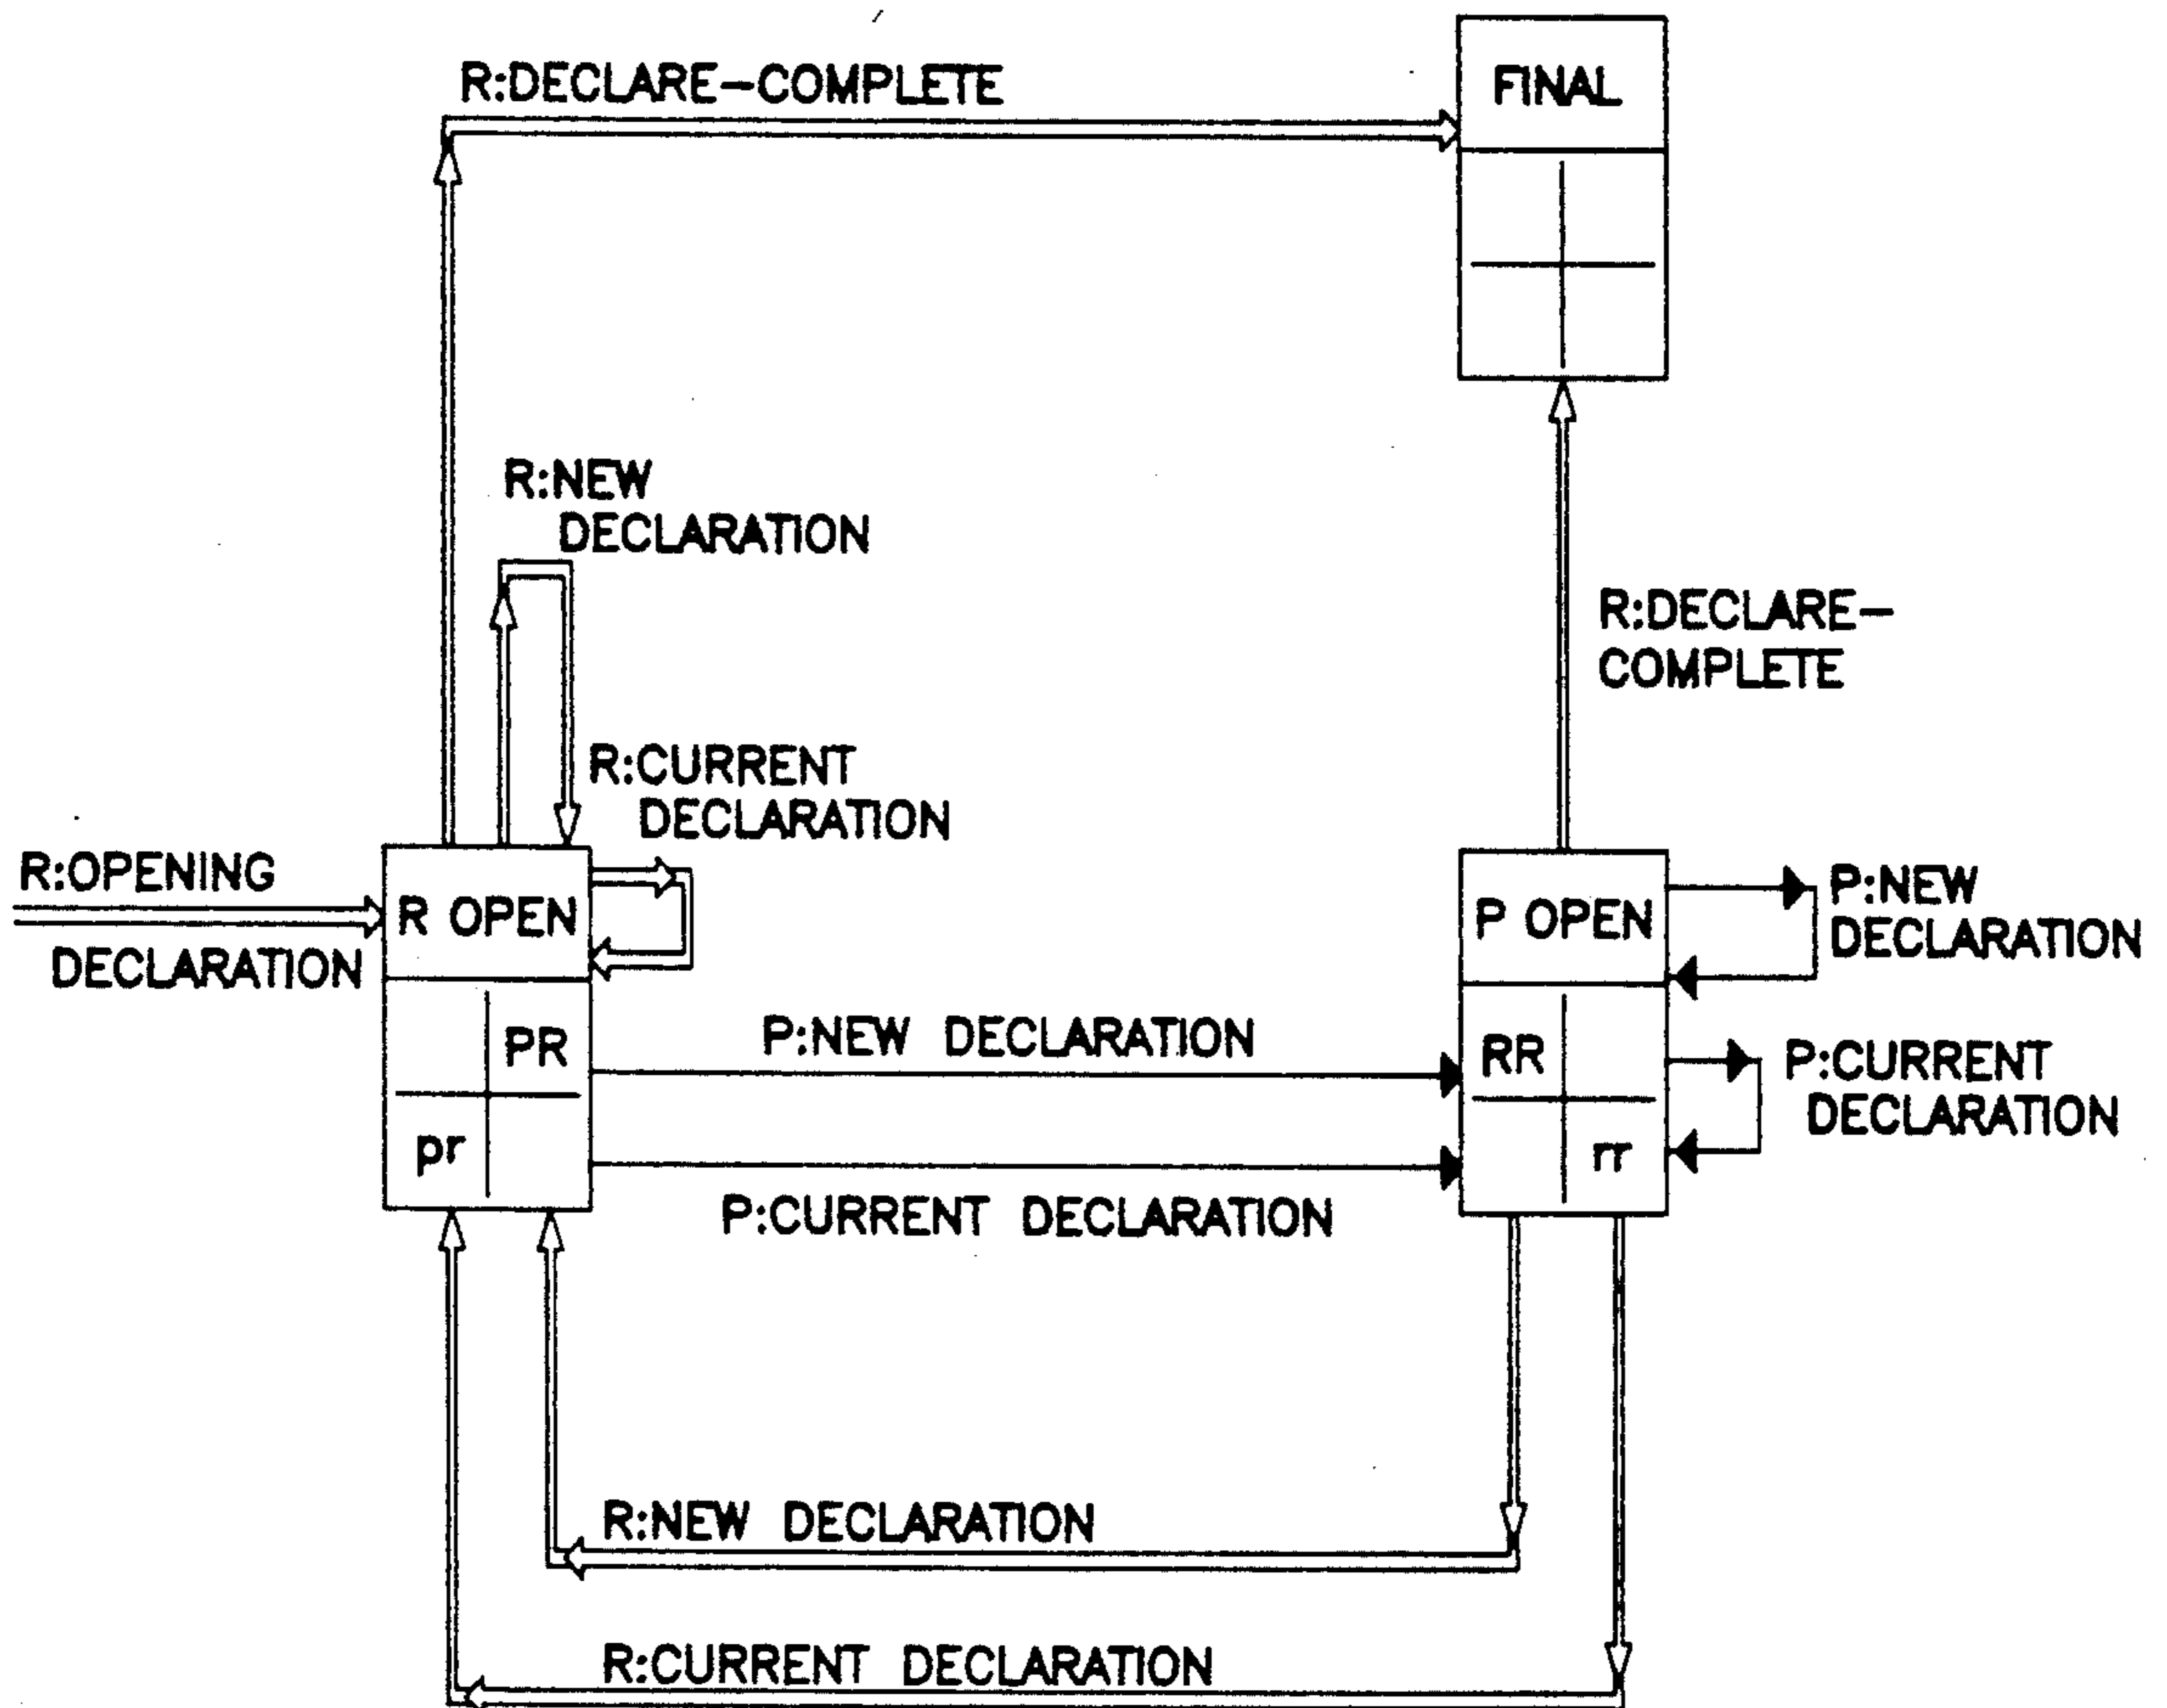 R:DECLARE-COMPLETE
FINAL
R:NEW
DECLARATION
R:DECLARE-
COMPLETE
R:CURRENT
DECLARATION
R:OPENING
DECLARATION
R OPEN
P OPEN
P:NEW
DECLARATION
PR
pr
P:NEW DECLARATION
RR
rr
P:CURRENT
DECLARATION
P:CURRENT DECLARATION
R:NEW DECLARATION
R:CURRENT DECLARATION